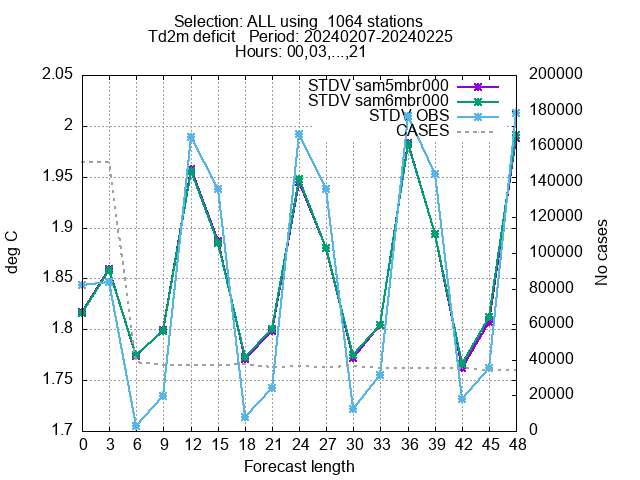 Selection: ALL using  1064 stations
Td2m deficit   Period: 20240207-20240225
Hours: 00,03,...,21
2.05
2
1.95
1.9
1.85
1.8
1.75
1.7
deg C
STDV sam5mbr000
STDV sam6mbr000
STDV OBS
CASES
200000
180000
160000
140000
120000
100000
80000
60000
40000
20000
0
No cases
0 3 6 9 12 15 18 21 24 27 30 33 36 39 42 45 48
Forecast length